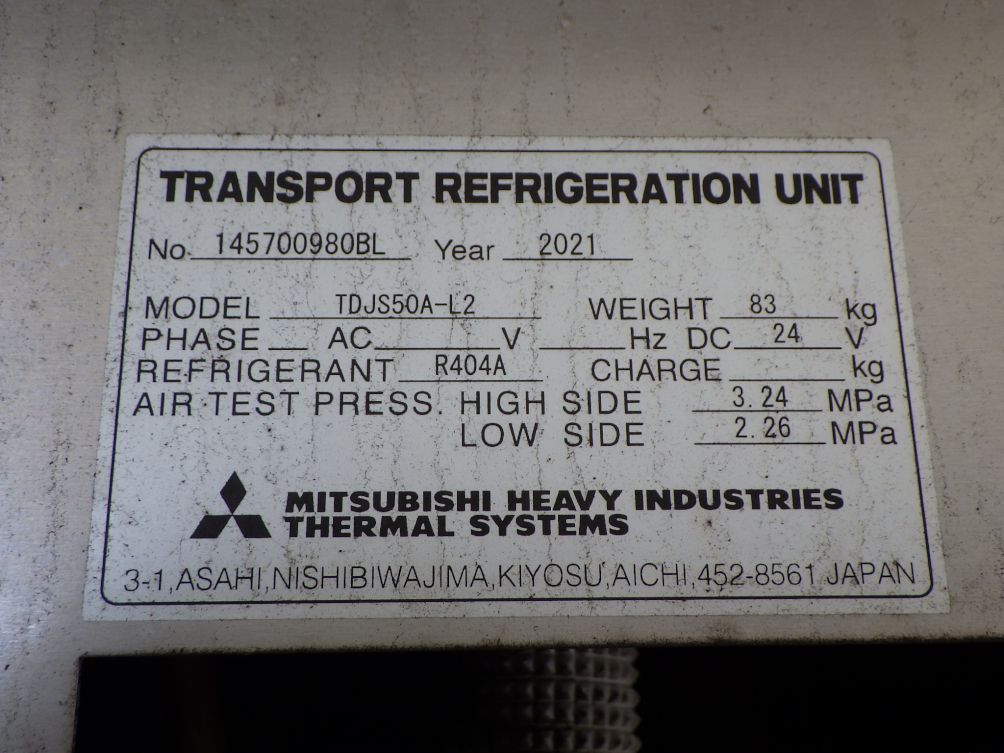 TRANSPORT REFRIGERATION UNIT
No. 145700980BL Year 2021
MODEL TDJS50A-L2 WEIGHT 83 kg
PHASE AC V Hz DC 24 V
REFRIGERANT R404A CHARGE kg
AIR TEST PRESS. HIGH SIDE 3.24 MPa
LOW SIDE 2.26 MPa
MITSUBISHI HEAVY INDUSTRIES
THERMAL SYSTEMS
3-1,ASAHI,NISHIBIWAJIMA,KIYOSU,AICHI,452-8561 JAPAN